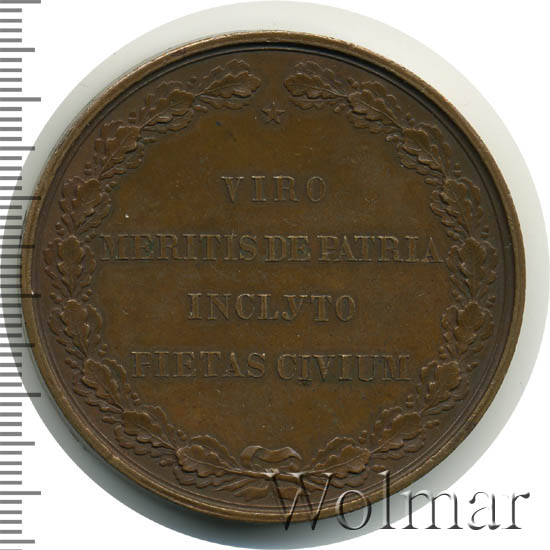 VIRO
MERITIS DE PATRIA
INCLYTO
PIETAS CIVIUM
Wolmar